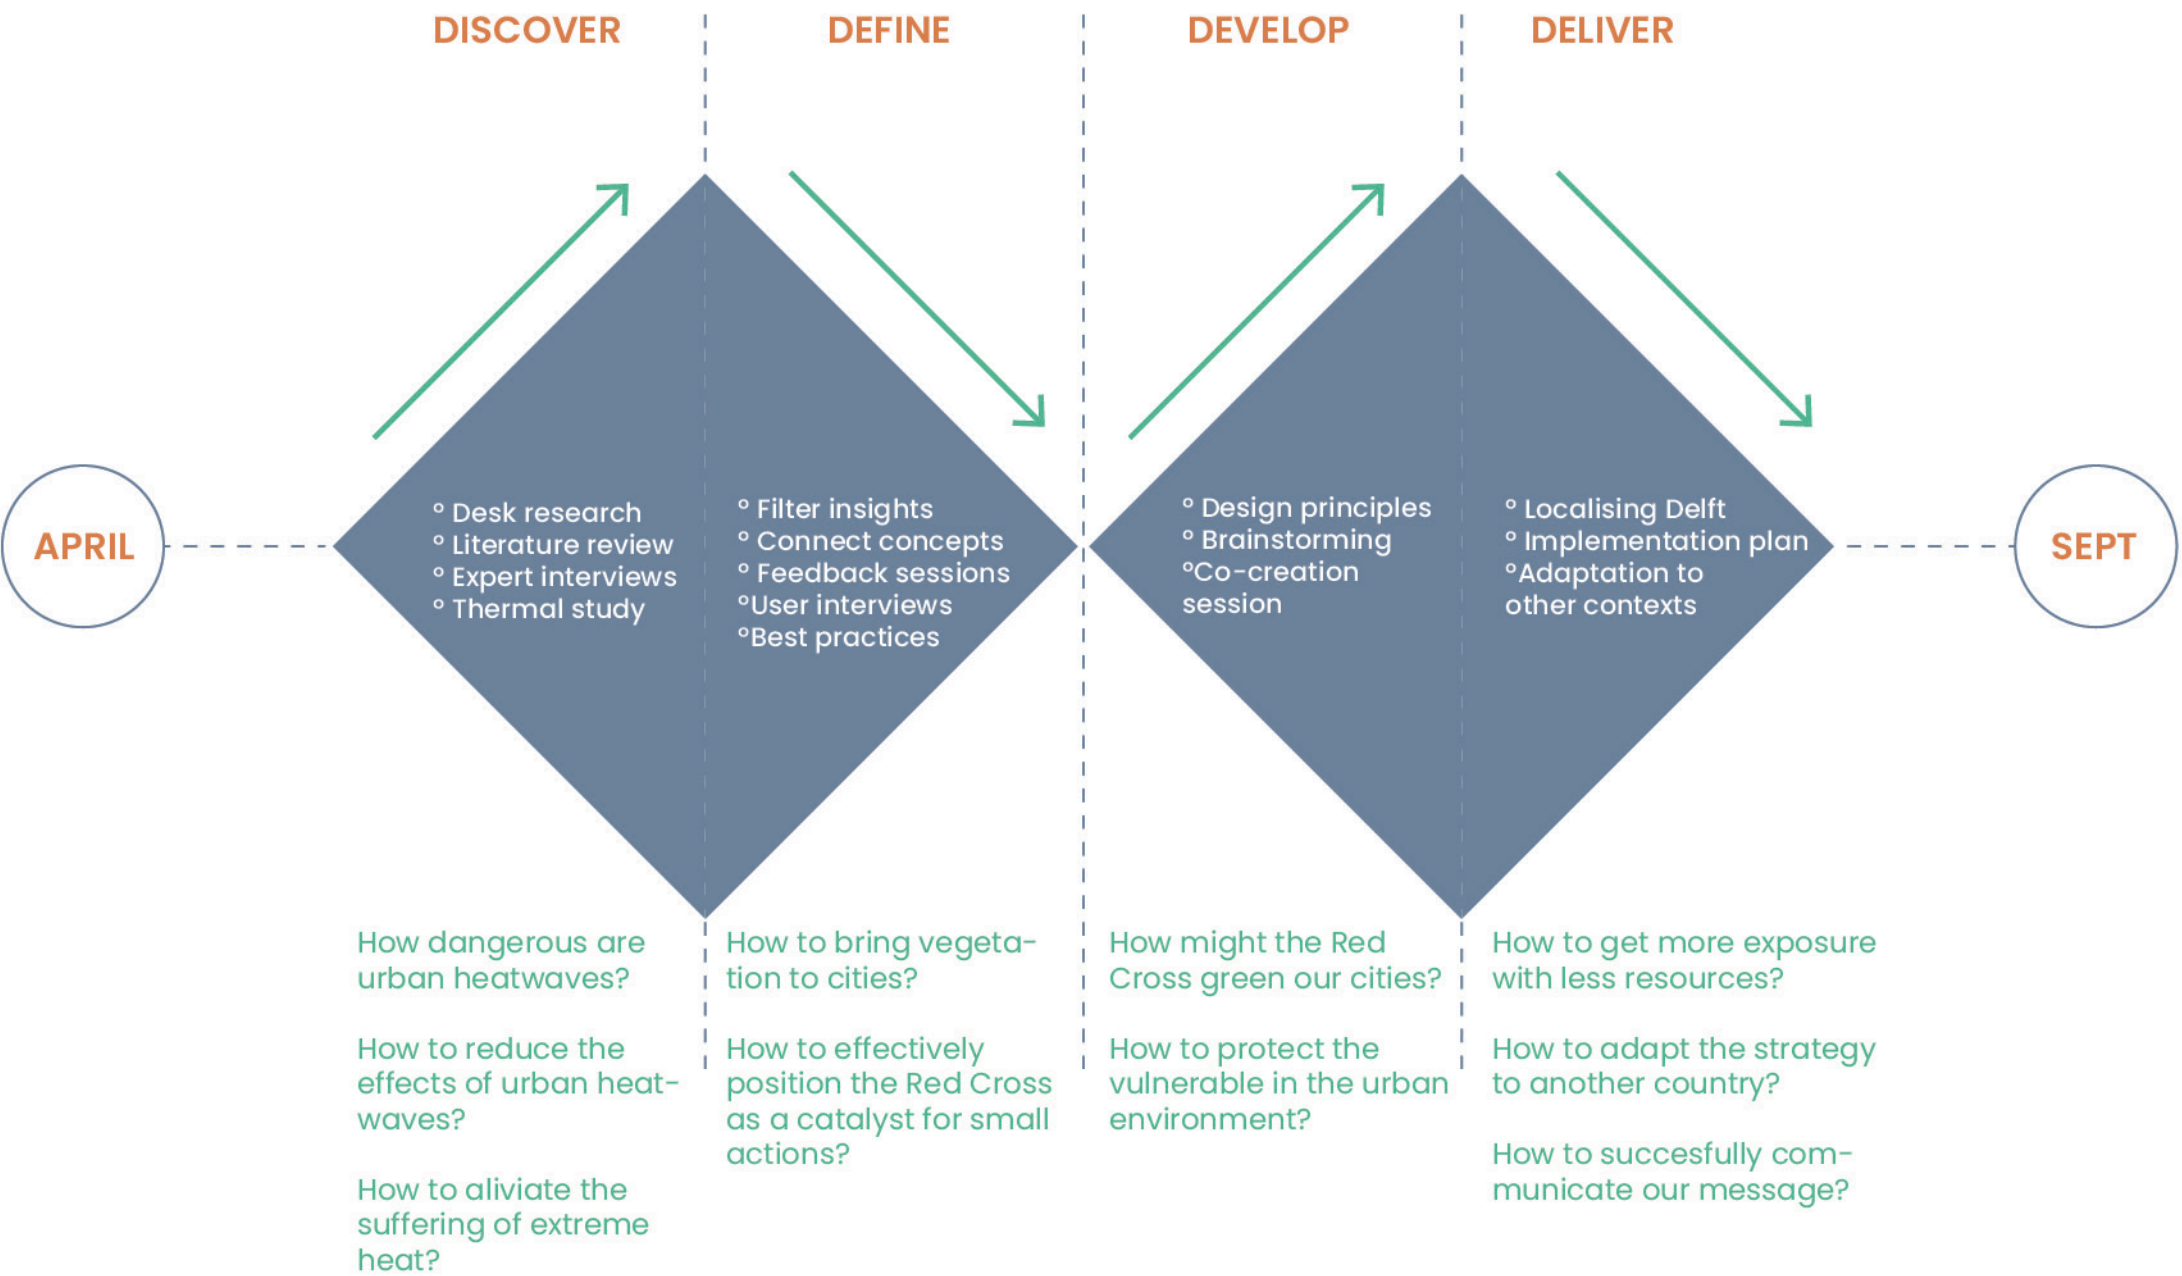 DISCOVER
DEFINE
DEVELOP
DELIVER
APRIL
° Desk research
° Literature review
° Expert interviews
° Thermal study
° Filter insights
° Connect concepts
° Feedback sessions
°User interviews
°Best practices
° Design principles
° Brainstorming
°Co-creation
session
° Localising Delft
° Implementation plan
°Adaptation to
other contexts
SEPT
How dangerous are
urban heatwaves?
How to reduce the
effects of urban heat-
waves?
How to aliviate the
suffering of extreme
heat?
How to bring vegeta-
tion to cities?
How to effectively
position the Red Cross
as a catalyst for small
actions?
How might the Red
Cross green our cities?
How to protect the
vulnerable in the urban
environment?
How to get more exposure
with less resources?
How to adapt the strategy
to another country?
How to succesfully com-
municate our message?